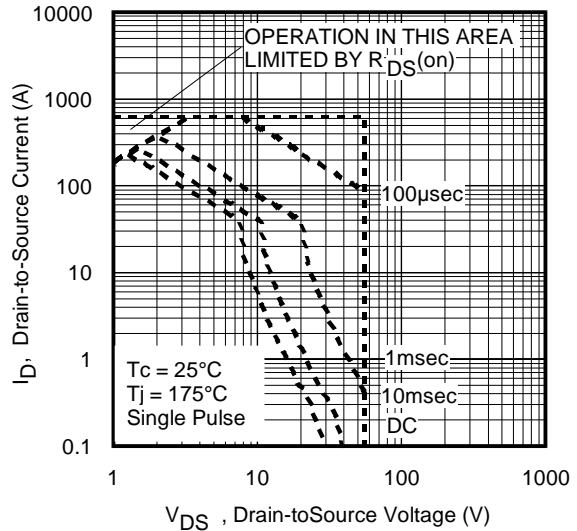 OPERATION IN THIS AREA
LIMITED BY RDS(on)
10000
1000
100
10
1
0.1
ID, Drain-to-Source Current (A)
100µsec
1msec
10msec
DC
Tc = 25°C
Tj = 175°C
Single Pulse
1
10
100
1000
VDS , Drain-toSource Voltage (V)